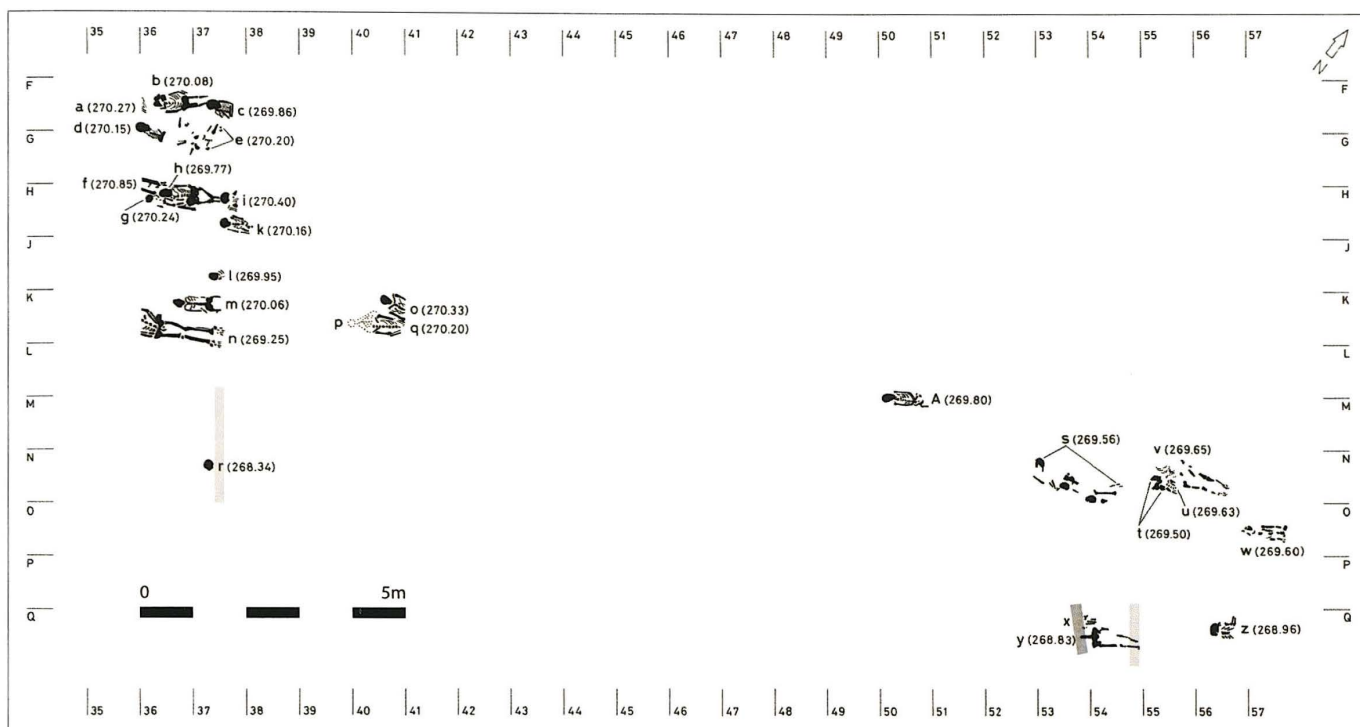 35 36 37 38 39 40 41 42 43 44 45 46 47 48 49 50 51 52 53 54 55 56 57
N
F F
b (270.08)
a (270.27) c (269.86)
d (270.15)
G e (270.20) G
h (269.77)
f (270.85)
H i (270.40) H
g (270.24)
k (270.16)
J J
l (269.95)
K m (270.06) o (270.33) K
p q (270.20)
n (269.25)
L L
M A (269.80) M
s (269.56) v (269.65)
N r (268.34) N
O u (269.63) O
t (269.50)
w (269.60)
P P
0 5m
Q x Q
y (268.83) z (268.96)
35 36 37 38 39 40 41 42 43 44 45 46 47 48 49 50 51 52 53 54 55 56 57